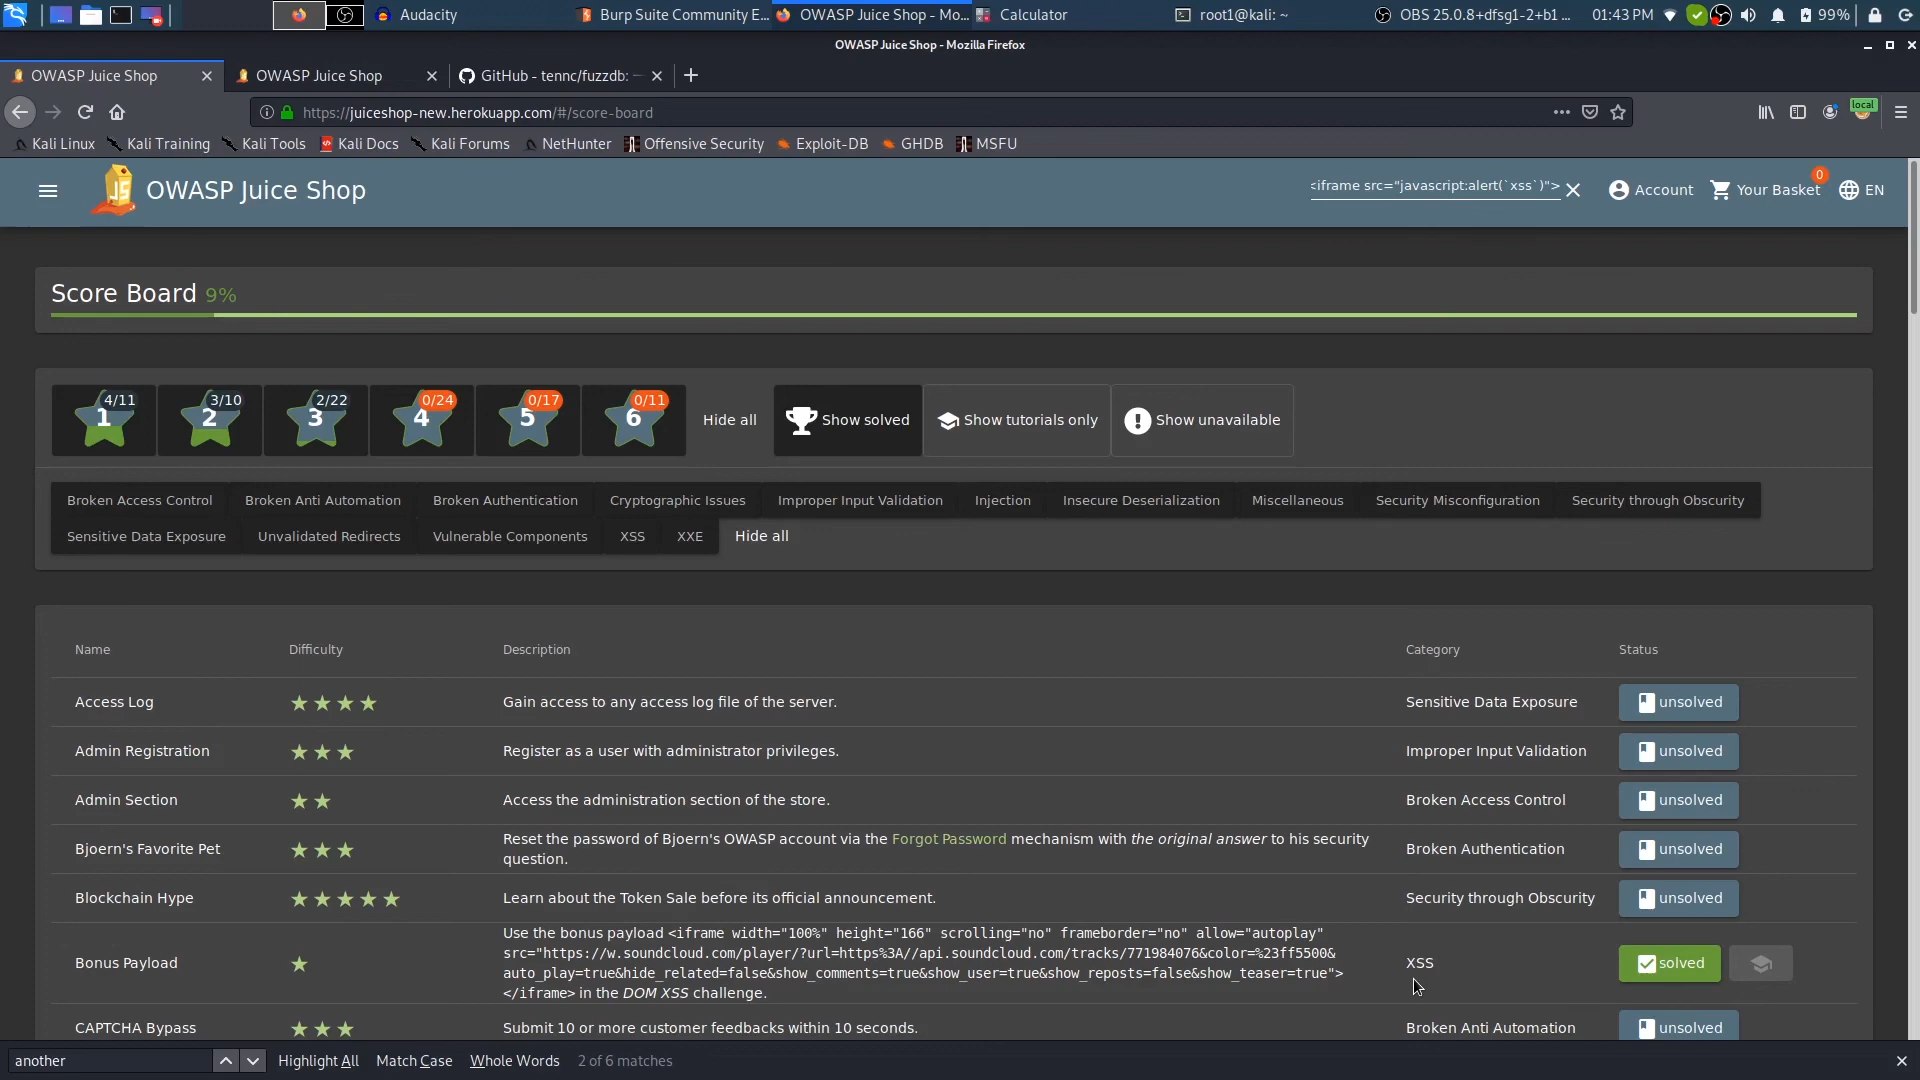 Audacity
Burp Suite Community E...
OWASP Juice Shop - Mo...
Calculator
root1@kali: ~
OBS 25.0.8+dfsg1-2+b1 ...
01:43 PM
99%
OWASP Juice Shop - Mozilla Firefox
OWASP Juice Shop
OWASP Juice Shop
GitHub - tennc/fuzzdb: 一
https://juiceshop-new.herokuapp.com/#/score-board
local
Kali Linux
Kali Training
Kali Tools
Kali Docs
Kali Forums
NetHunter
Offensive Security
Exploit-DB
GHDB
MSFU
JS
OWASP Juice Shop
<iframe src="javascript:alert(`xss`)">
Account
Your Basket
0
EN
Score Board 9%
1 4/11
2 3/10
3 2/22
4 0/24
5 0/17
6 0/11
Hide all
Show solved
Show tutorials only
Show unavailable
Broken Access Control
Broken Anti Automation
Broken Authentication
Cryptographic Issues
Improper Input Validation
Injection
Insecure Deserialization
Miscellaneous
Security Misconfiguration
Security through Obscurity
Sensitive Data Exposure
Unvalidated Redirects
Vulnerable Components
XSS
XXE
Hide all
Name Difficulty Description Category Status
Access Log Gain access to any access log file of the server. Sensitive Data Exposure unsolved
Admin Registration Register as a user with administrator privileges. Improper Input Validation unsolved
Admin Section Access the administration section of the store. Broken Access Control unsolved
Bjoern's Favorite Pet
Reset the password of Bjoern's OWASP account via the Forgot Password mechanism with the original answer to his security
question.
Broken Authentication unsolved
Blockchain Hype Learn about the Token Sale before its official announcement. Security through Obscurity unsolved
Bonus Payload
Use the bonus payload <iframe width="100%" height="166" scrolling="no" frameborder="no" allow="autoplay"
src="https://w.soundcloud.com/player/?url=https%3A//api.soundcloud.com/tracks/771984076&color=%23ff5500&
auto_play=true&hide_related=false&show_comments=true&show_user=true&show_reposts=false&show_teaser=true">
</iframe> in the DOM XSS challenge.
XSS solved
CAPTCHA Bypass Submit 10 or more customer feedbacks within 10 seconds. Broken Anti Automation unsolved
another
Highlight All
Match Case
Whole Words
2 of 6 matches